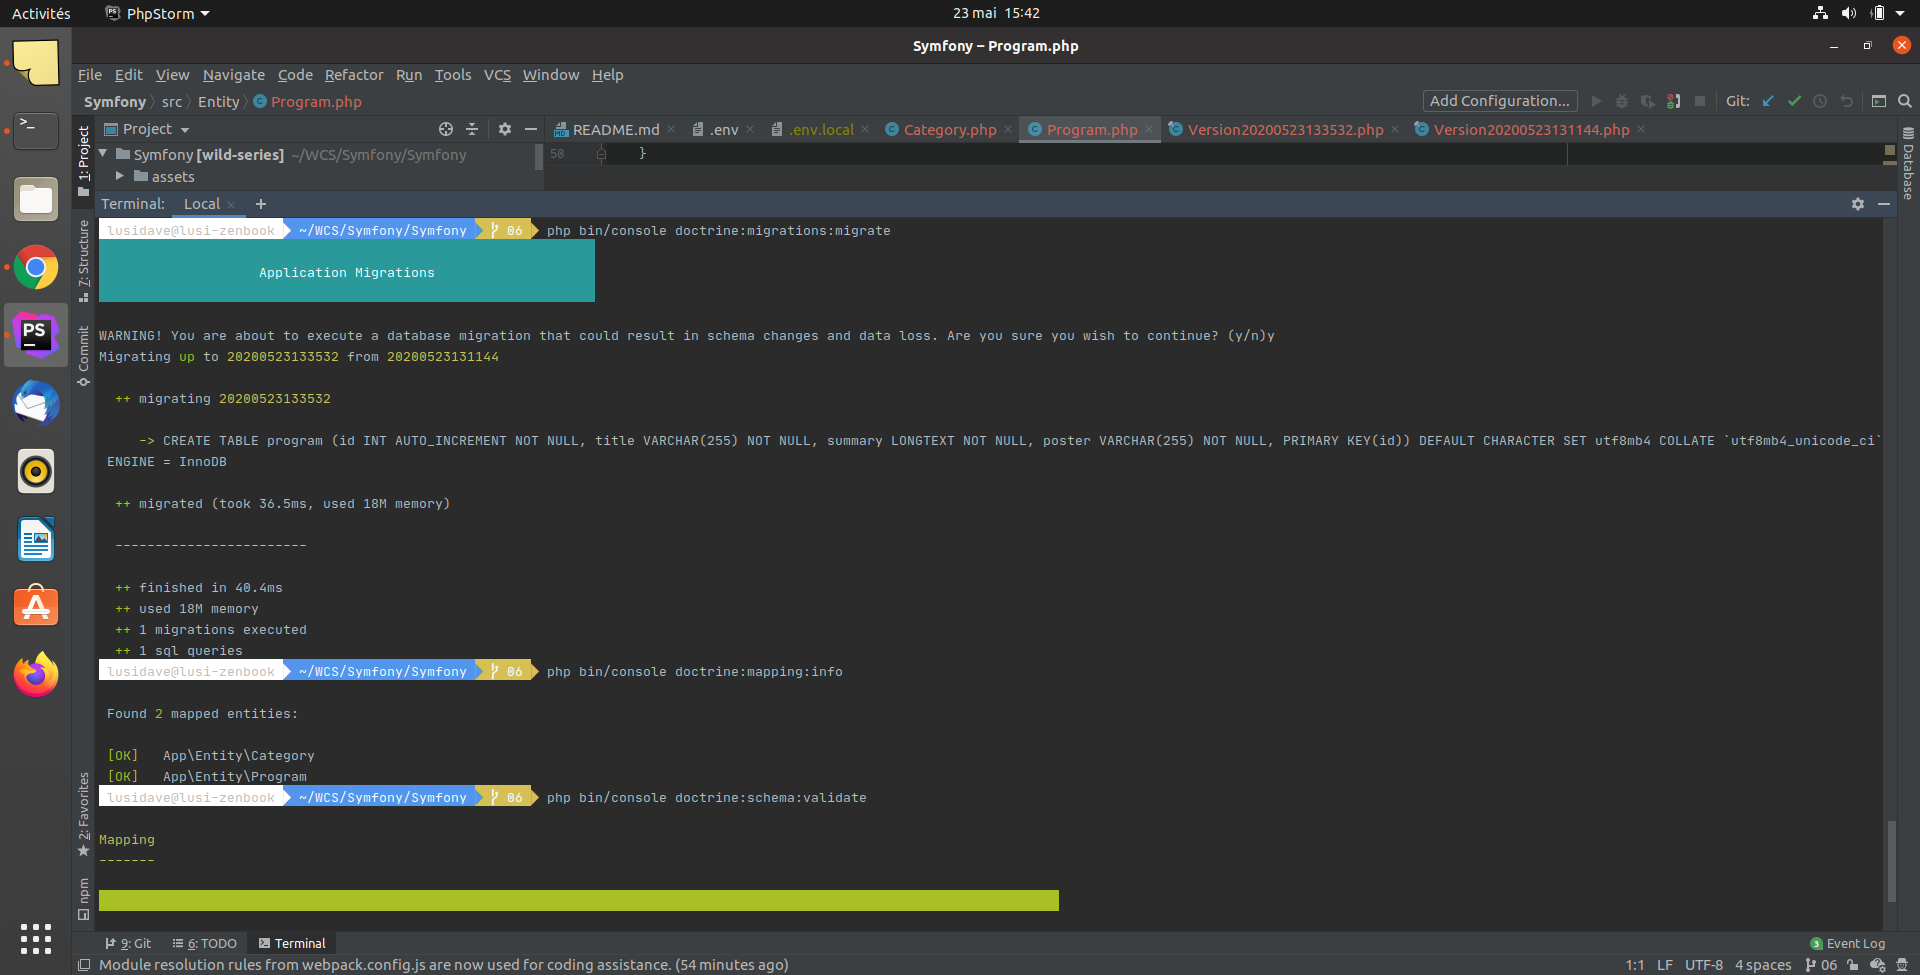 Activités PhpStorm 23 mai 15:42
Symfony – Program.php
File Edit View Navigate Code Refactor Run Tools VCS Window Help
Symfony src Entity Program.php Add Configuration... Git:
Project README.md .env .env.local Category.php Program.php Version20200523133532.php Version20200523131144.php
Symfony [wild-series] ~/WCS/Symfony/Symfony 50 }
assets
1: Project
7: Structure
Commit
2: Favorites
npm
Database
Terminal: Local +
lusidave@lusi-zenbook ~/WCS/Symfony/Symfony 06 php bin/console doctrine:migrations:migrate
Application Migrations
WARNING! You are about to execute a database migration that could result in schema changes and data loss. Are you sure you wish to continue? (y/n)y
Migrating up to 20200523133532 from 20200523131144
++ migrating 20200523133532
-> CREATE TABLE program (id INT AUTO_INCREMENT NOT NULL, title VARCHAR(255) NOT NULL, summary LONGTEXT NOT NULL, poster VARCHAR(255) NOT NULL, PRIMARY KEY(id)) DEFAULT CHARACTER SET utf8mb4 COLLATE `utf8mb4_unicode_ci`
ENGINE = InnoDB
++ migrated (took 36.5ms, used 18M memory)
------------------------
++ finished in 40.4ms
++ used 18M memory
++ 1 migrations executed
++ 1 sql queries
lusidave@lusi-zenbook ~/WCS/Symfony/Symfony 06 php bin/console doctrine:mapping:info
Found 2 mapped entities:
[OK] App\Entity\Category
[OK] App\Entity\Program
lusidave@lusi-zenbook ~/WCS/Symfony/Symfony 06 php bin/console doctrine:schema:validate
Mapping
-------
9: Git 6: TODO Terminal 3 Event Log
Module resolution rules from webpack.config.js are now used for coding assistance. (54 minutes ago) 1:1 LF UTF-8 4 spaces 06